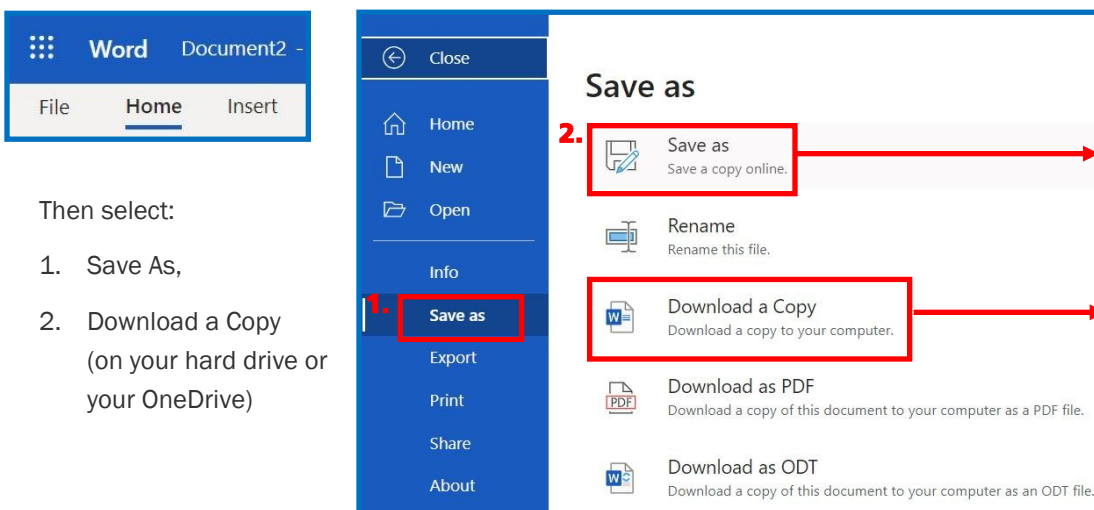 Word Document2 -
File Home Insert
Then select:
1. Save As,
2. Download a Copy
(on your hard drive or
your OneDrive)
Close
Home
New
Open
Info
1. Save as
Export
Print
Share
About
Save as
2. Save as
Save a copy online.
Rename
Rename this file.
Download a Copy
Download a copy to your computer.
PDF
Download as PDF
Download a copy of this document to your computer as a PDF file.
Download as ODT
Download a copy of this document to your computer as an ODT file.